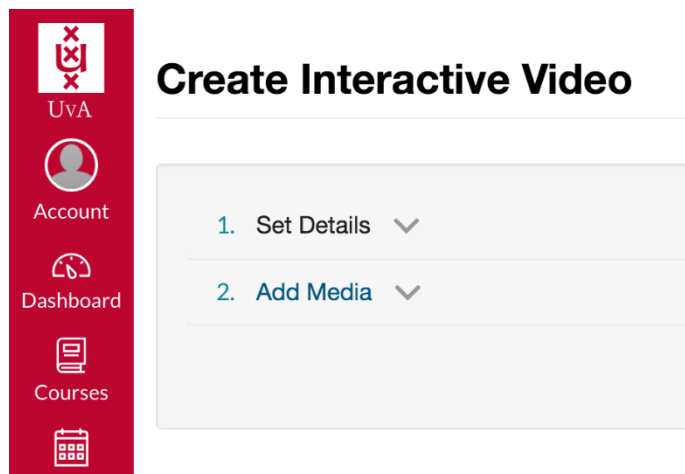 UvA
Account
Dashboard
Courses
Create Interactive Video
1. Set Details
2. Add Media